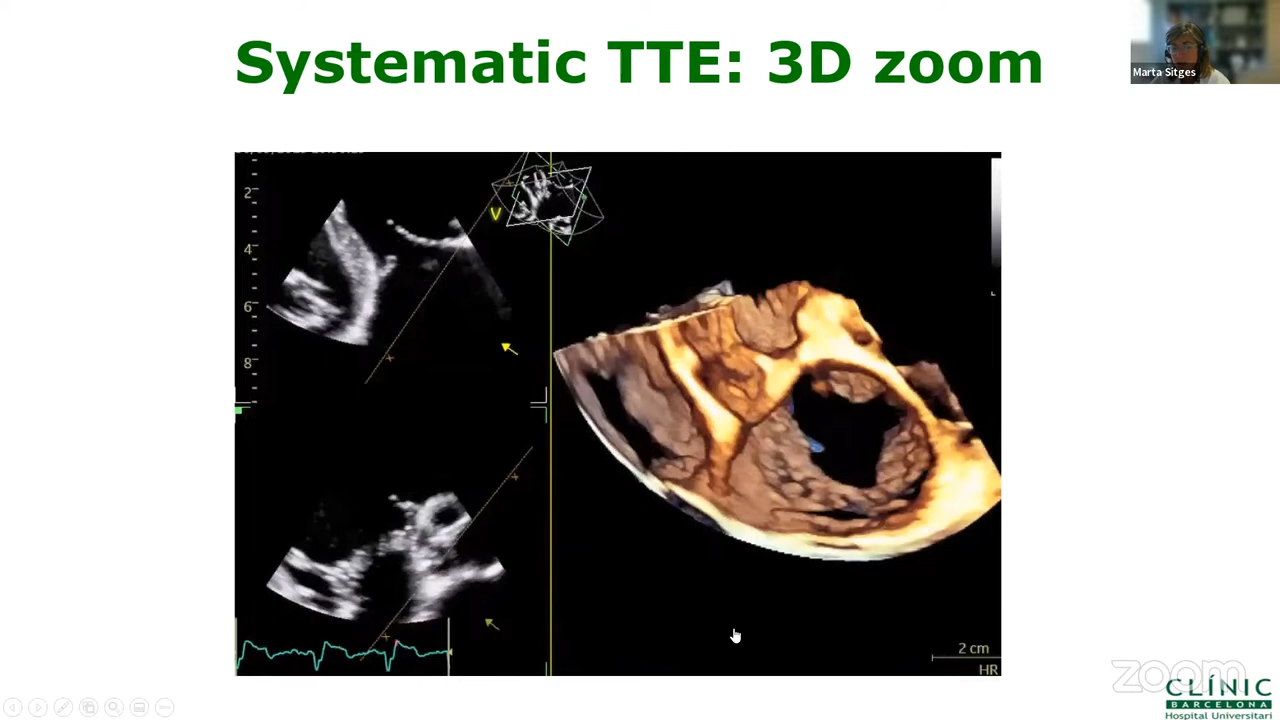 Systematic TTE: 3D zoom
Marta Sitges
2
V
4
6
8
2 cm
HR
zoom
CLÍNIC
BARCELONA
Hospital Universitari